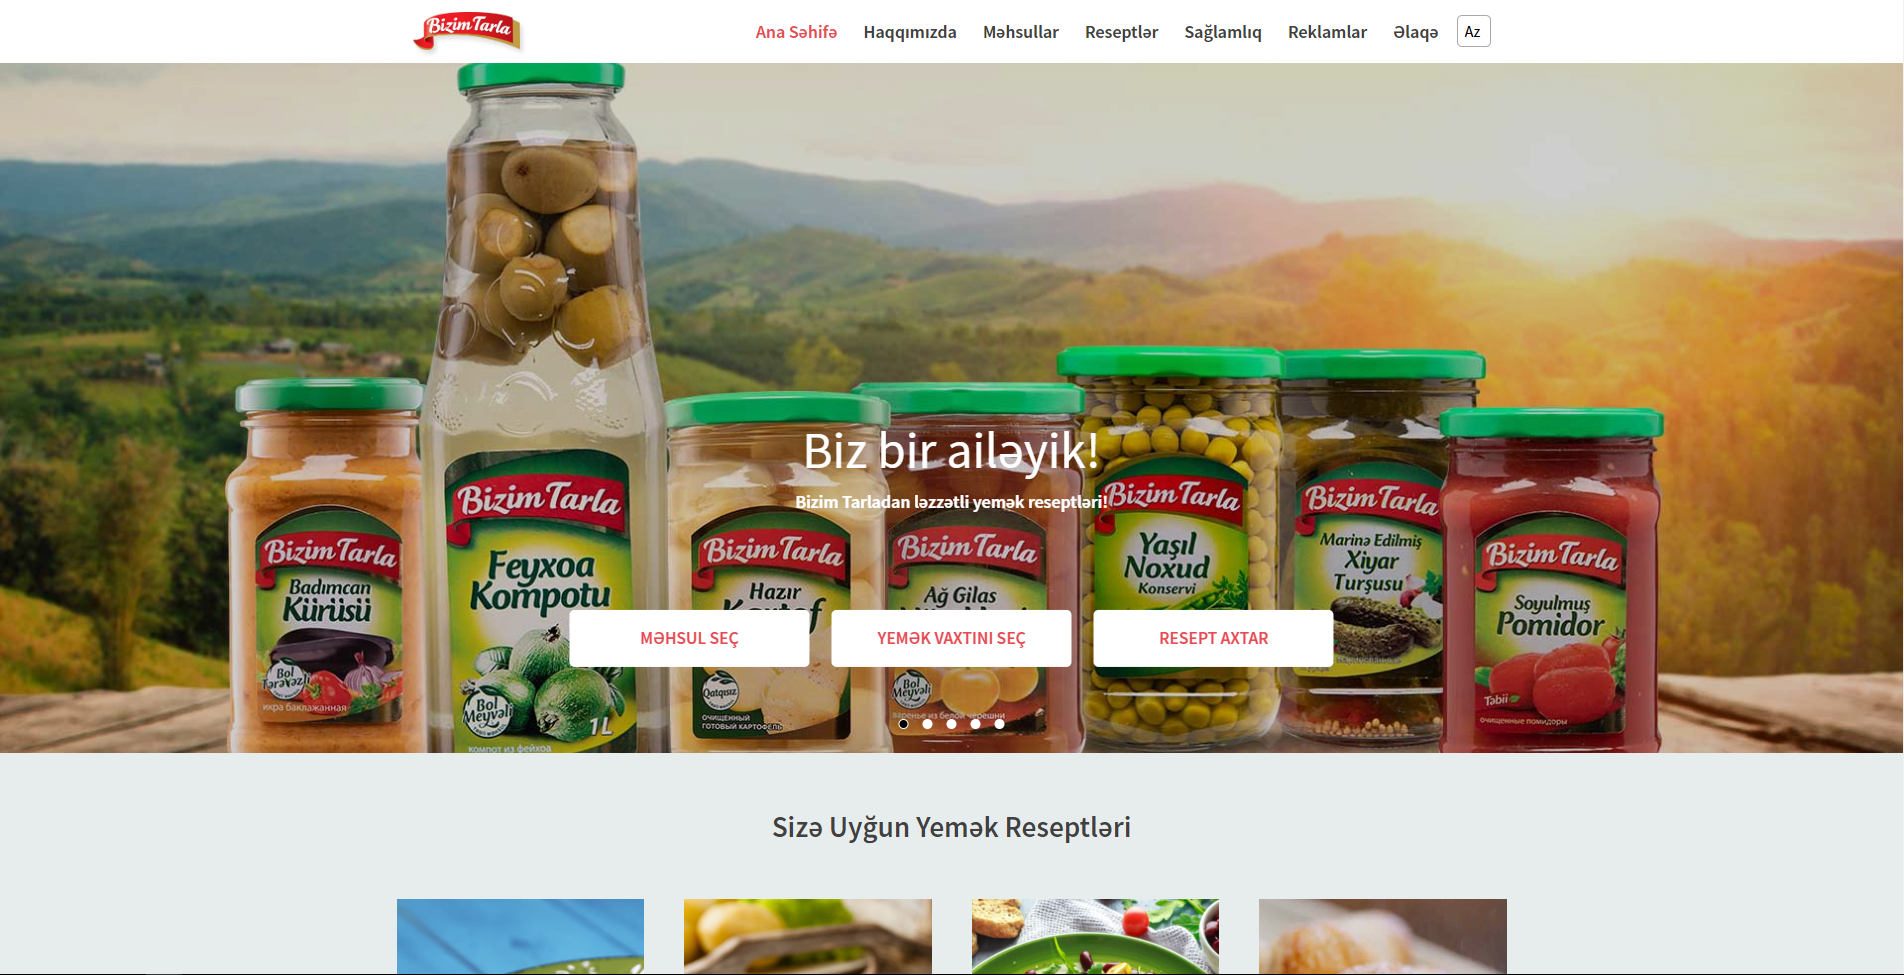 Bizim Tarla
Ana Səhifə
Haqqımızda
Məhsullar
Reseptlər
Sağlamlıq
Reklamlar
Əlaqə
Az
Biz bir ailəyik!
Bizim Tarladan ləzzətli yemək reseptləri!
Bizim Tarla
Badımcan
Kürüsü
Bol
Tərəvəzli
икра баклажанная
Bizim Tarla
Feyxoa
Kompotu
Bol
Meyvəli
1L
компот из фейхоа
Bizim Tarla
Hazır
Qatqısız
очищенный
готовый картофель
Bizim Tarla
Ağ Gilas
Bol
Meyvəli
варенье из белой черешни
Bizim Tarla
Yaşıl
Noxud
Konservi
Bizim Tarla
Marinə Edilmiş
Xiyar
Turşusu
Bizim Tarla
Soyulmuş
Pomidor
Təbii
очищенные помидоры
MƏHSUL SEÇ
YEMƏK VAXTINI SEÇ
RESEPT AXTAR
Sizə Uyğun Yemək Reseptləri